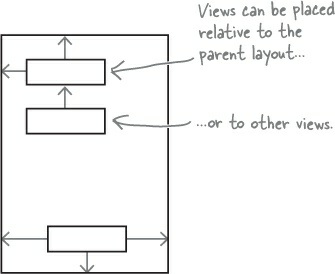 Views can be placed
relative to the
parent layout...
...or to other views.